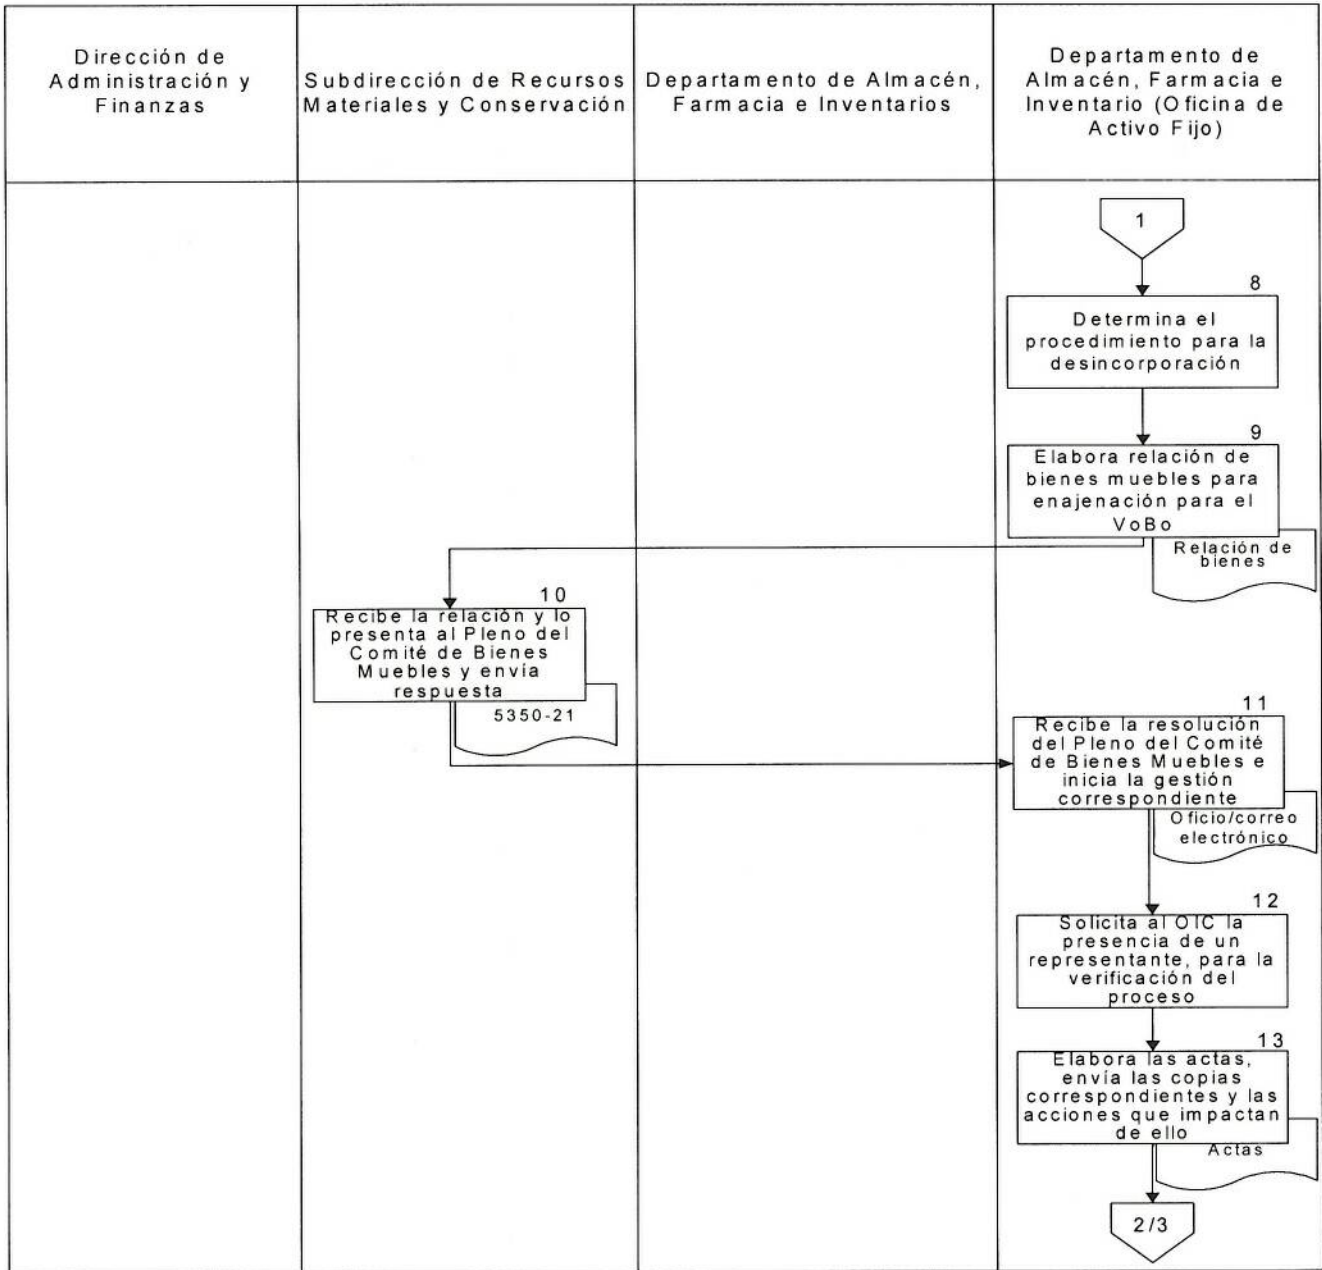 Dirección de
Administración y
Finanzas
Subdirección de Recursos
Materiales y Conservación
Departamento de Almacén,
Farmacia e Inventarios
Departamento de
Almacén, Farmacia e
Inventario (Oficina de
Activo Fijo)
1
8
Determina el
procedimiento para la
desincorporación
9
Elabora relación de
bienes muebles para
enajenación para el
VoBo
Relación de
bienes
10
Recibe la relación y lo
presenta al Pleno del
Comité de Bienes
Muebles y envía
respuesta
5350-21
11
Recibe la resolución
del Pleno del Comité
de Bienes Muebles e
inicia la gestión
correspondiente
Oficio/correo
electrónico
12
Solicita al OIC la
presencia de un
representante, para la
verificación del
proceso
13
Elabora las actas,
envía las copias
correspondientes y las
acciones que impactan
de ello
Actas
2/3